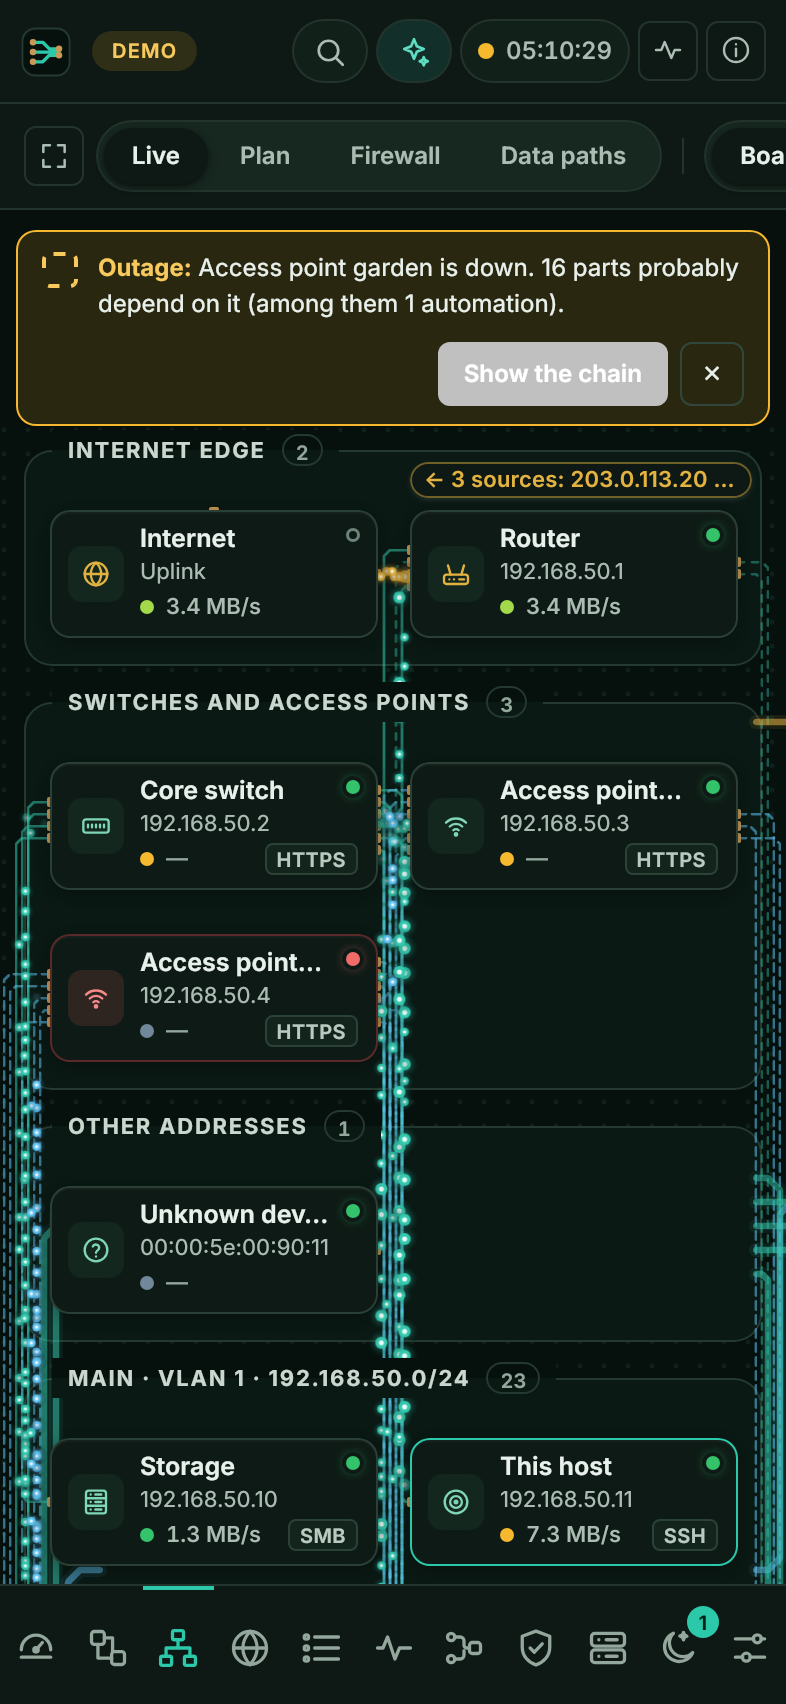 DEMO
05:10:29
Live Plan Firewall Data paths Boa
Outage: Access point garden is down. 16 parts probably
depend on it (among them 1 automation).
Show the chain
INTERNET EDGE 2
← 3 sources: 203.0.113.20 ...
Internet
Uplink
3.4 MB/s
Router
192.168.50.1
3.4 MB/s
SWITCHES AND ACCESS POINTS 3
Core switch
192.168.50.2
— HTTPS
Access point...
192.168.50.3
— HTTPS
Access point...
192.168.50.4
— HTTPS
OTHER ADDRESSES 1
Unknown dev...
00:00:5e:00:90:11
—
MAIN · VLAN 1 · 192.168.50.0/24 23
Storage
192.168.50.10
1.3 MB/s SMB
This host
192.168.50.11
7.3 MB/s SSH
1